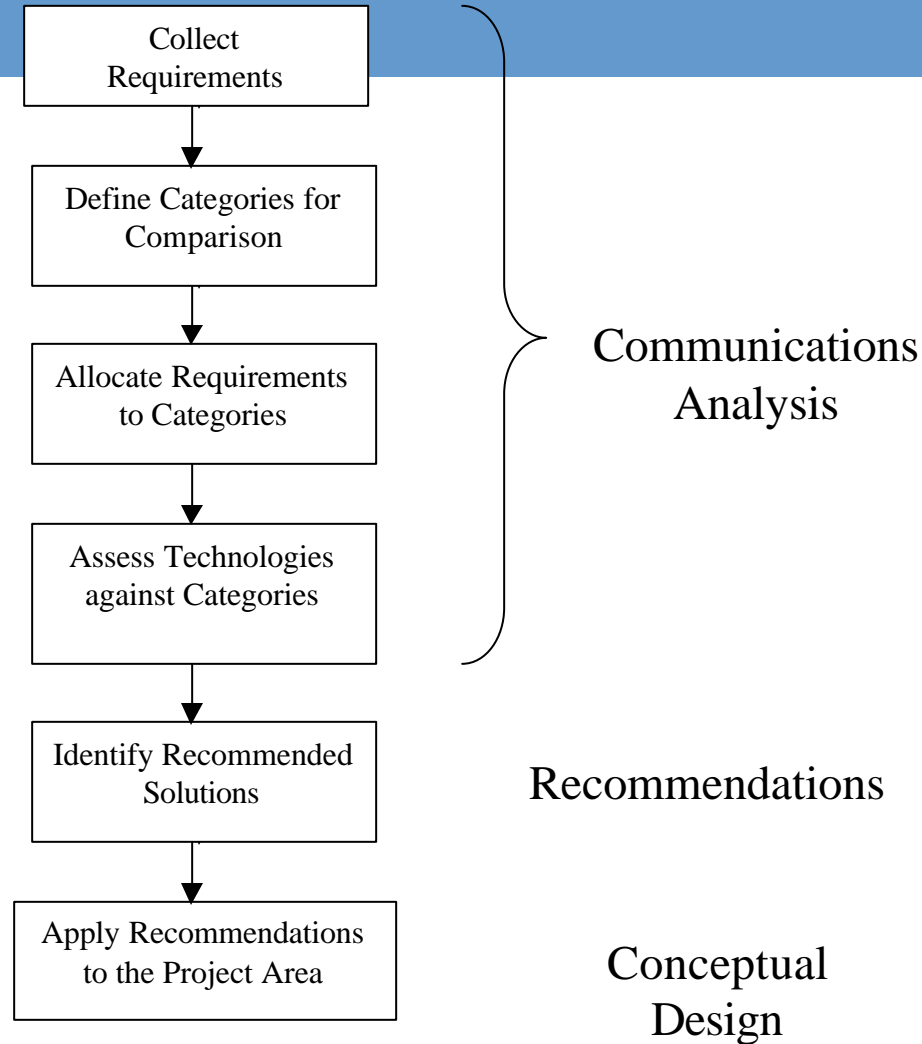 Collect
Requirements
Define Categories for
Comparison
Allocate Requirements
to Categories
Assess Technologies
against Categories
Communications
Analysis
Identify Recommended
Solutions
Recommendations
Apply Recommendations
to the Project Area
Conceptual
Design